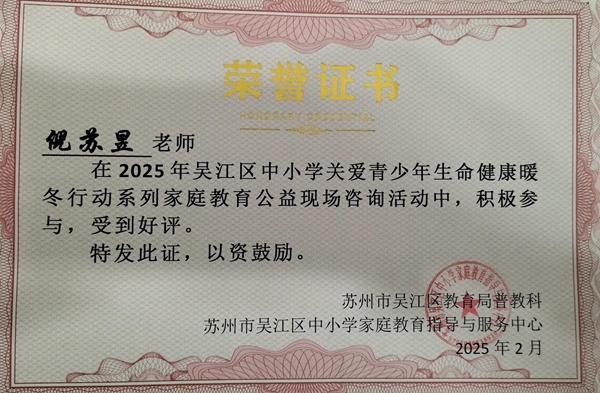 荣誉证书
HONORARY CREDENTIAL
倪苏昱 老师
在2025年吴江区中小学关爱青少年生命健康暖
冬行动系列家庭教育公益现场咨询活动中，积极参
与，受到好评。
特发此证，以资鼓励。
苏州市吴江区教育局普教科
苏州市吴江区中小学家庭教育指导与服务中心
2025年2月